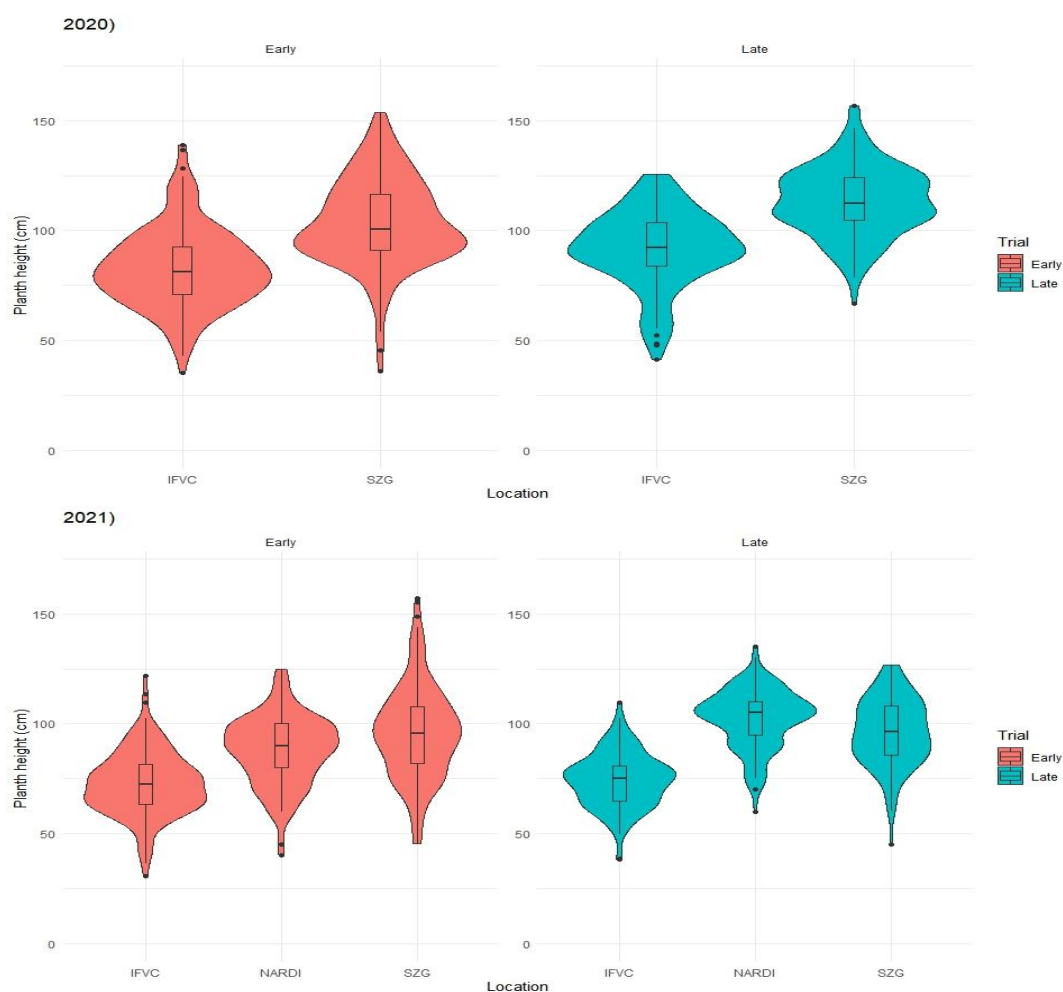 2020)
Early
Late
Planth height (cm)
150
100
50
0
150
100
50
0
IFVC
SZG
IFVC
SZG
Location
Trial
Early
Late
2021)
Early
Late
Planth height (cm)
150
100
50
0
150
100
50
0
IFVC
NARDI
SZG
IFVC
NARDI
SZG
Location
Trial
Early
Late